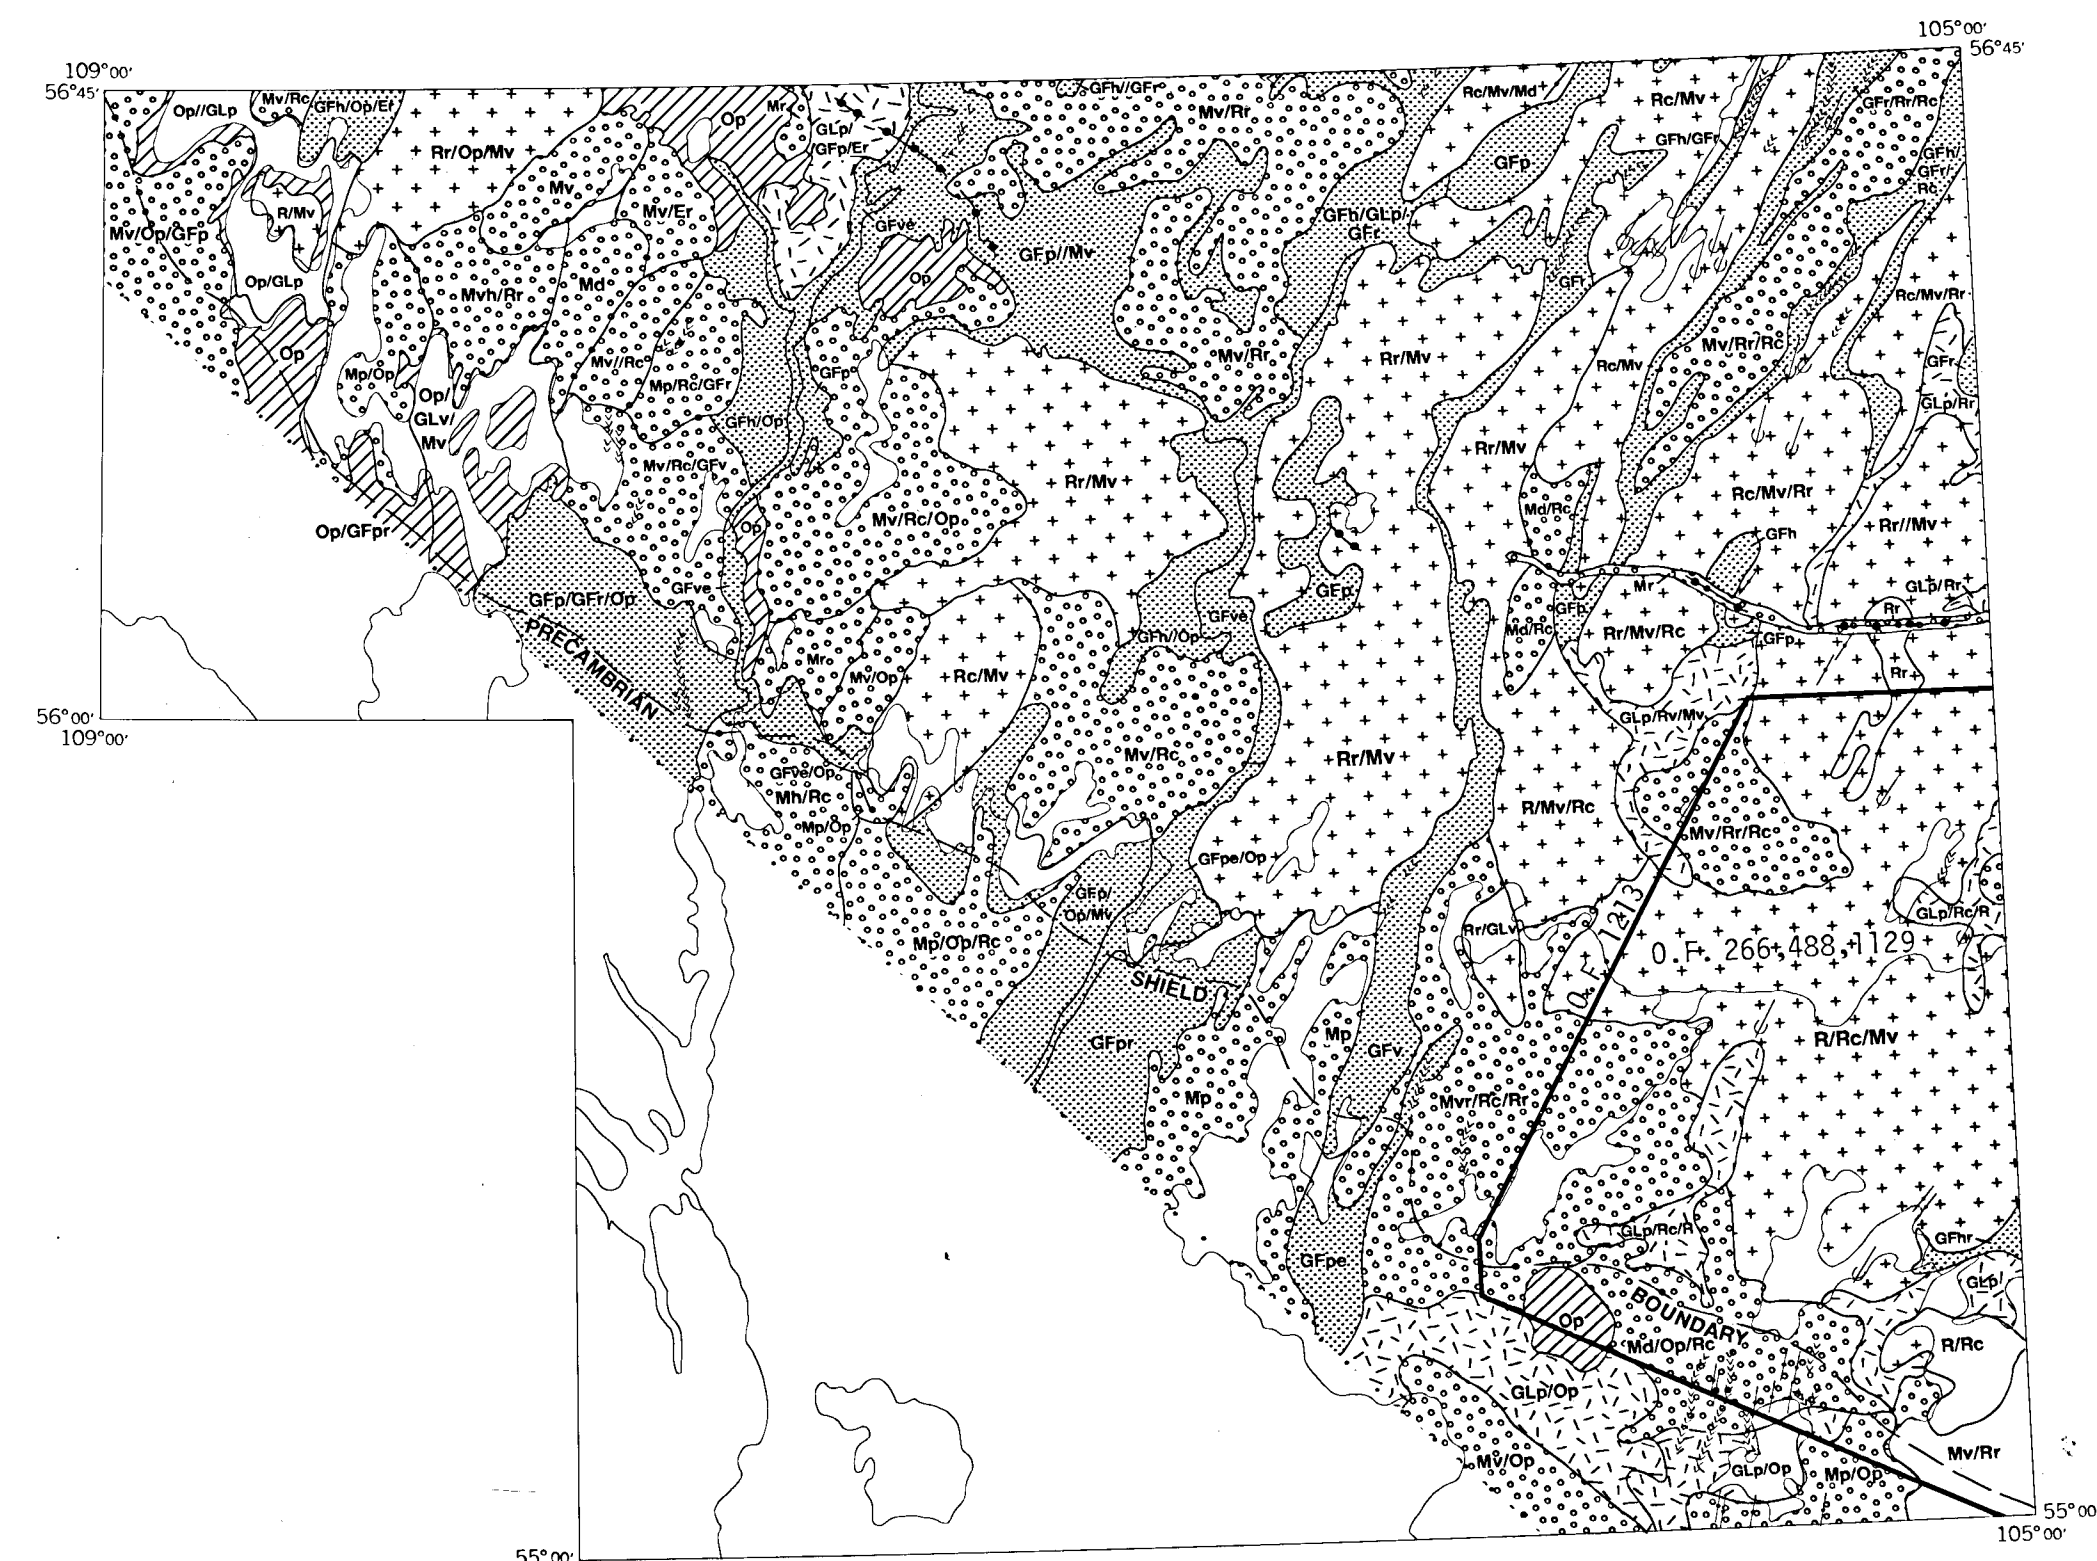 105°00′
56°45′
109°00′
56°45′
Op//GLp
Mv/Rc
GFh/Op/Er
Rr/Op/Mv
Mv
Op
Mr
GLp/
/GFp/Er
GFh//GFr
Mv/Rr
Rc/Mv/Md
Rc/Mv
GFh/GFr
GFp
GFr/Rr/Rc
GFh/
GFr/
Rc
R/Mv
Mv/Op/GFp
Op/GLp
Mv/Er
Mvh/Rr
Md
GFve
GFp//Mv
Op
GFh/GLp/
GFr
GFr
Rc/Mv/Rr
Op
Mp/Op
Op/
GLv/
Mv
Mv//Rc
Mp/Rc/GFr
GFp
Mv/Rr
Rr/Mv
Rc/Mv
Mv/Rr/Rc
GFr
GLp/Rr
GFh/Op
Mv/Rc/GFv
Rr/Mv
Rr/Mv
Rc/Mv/Rr
Md/Rc
Rr//Mv
GFh
Op/GFpr
Op
Mv/Rc/Op
GFp/GFr/Op
GFve
GFve
GFp
GLp/Rr
Mr
Rr
GFp
Md/Rc
Rr/Mv/Rc
GFp
Rr
PRECAMBRIAN
GFh//Op
Mr
Mv/Op
Rc/Mv
56°00′
109°00′
GLp/Rv/Mv
Mv/Rc
Rr/Mv
GFve/Op
Mh/Rc
Mp/Op
R/Mv/Rc
Mv/Rr/Rc
GFpe/Op
GFp/
Op/Mv
GLp/Rc/R
Rr/GLv
O.F. 1213
O.F. 266,488,1129
Mp/Op/Rc
SHIELD
GFpr
Mp
GFv
R/Rc/Mv
Mp
Mvr/Rc/Rr
GLp/Rc/R
GFhr
GFpe
GLp/
BOUNDARY
Op
Md/Op/Rc
R/Rc
GLp/Op
Mv/Op
GLp/Op
Mp/Op
Mv/Rr
55°00
105°00′
55°00′